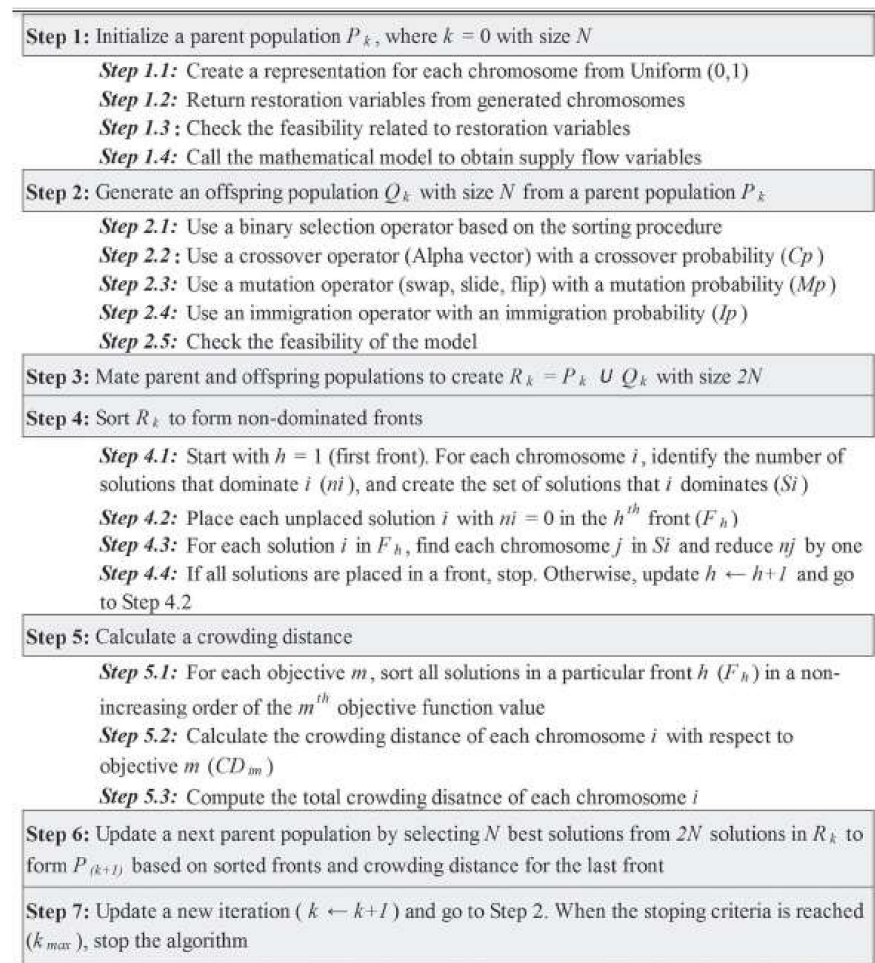 Step 1: Initialize a parent population P k, where k = 0 with size N
Step 1.1: Create a representation for each chromosome from Uniform (0,1)
Step 1.2: Return restoration variables from generated chromosomes
Step 1.3 : Check the feasibility related to restoration variables
Step 1.4: Call the mathematical model to obtain supply flow variables
Step 2: Generate an offspring population Q k with size N from a parent population P k
Step 2.1: Use a binary selection operator based on the sorting procedure
Step 2.2 : Use a crossover operator (Alpha vector) with a crossover probability (Cp )
Step 2.3: Use a mutation operator (swap, slide, flip) with a mutation probability (Mp )
Step 2.4: Use an immigration operator with an immigration probability (Ip )
Step 2.5: Check the feasibility of the model
Step 3: Mate parent and offspring populations to create R k = P k U Q k with size 2N
Step 4: Sort R k to form non-dominated fronts
Step 4.1: Start with h = 1 (first front). For each chromosome i, identify the number of
solutions that dominate i (ni ), and create the set of solutions that i dominates (Si )
Step 4.2: Place each unplaced solution i with ni = 0 in the h th front (F h )
Step 4.3: For each solution i in F h, find each chromosome j in Si and reduce nj by one
Step 4.4: If all solutions are placed in a front, stop. Otherwise, update h ← h+1 and go
to Step 4.2
Step 5: Calculate a crowding distance
Step 5.1: For each objective m, sort all solutions in a particular front h (F h ) in a non-
increasing order of the m th objective function value
Step 5.2: Calculate the crowding distance of each chromosome i with respect to
objective m (CD im )
Step 5.3: Compute the total crowding disatnce of each chromosome i
Step 6: Update a next parent population by selecting N best solutions from 2N solutions in R k to
form P (k+1) based on sorted fronts and crowding distance for the last front
Step 7: Update a new iteration ( k ← k+1 ) and go to Step 2. When the stoping criteria is reached
(k max ), stop the algorithm